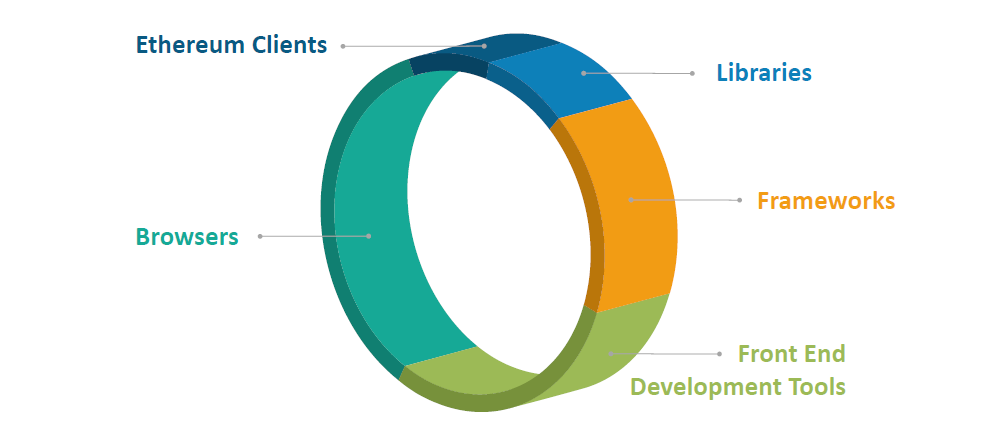 Ethereum Clients
Libraries
Frameworks
Browsers
Front End
Development Tools